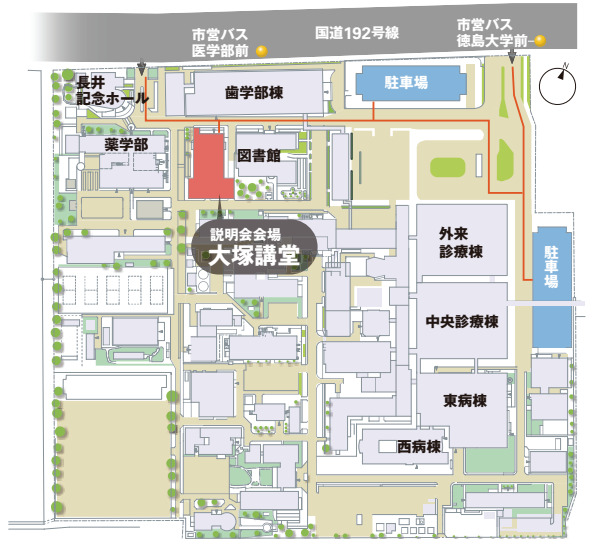 市営バス
医学部前
国道192号線
市営バス
徳島大学前
長井
記念ホール
歯学部棟
駐車場
薬学部
図書館
説明会会場
大塚講堂
外来
診療棟
駐車場
中央診療棟
東病棟
西病棟
N